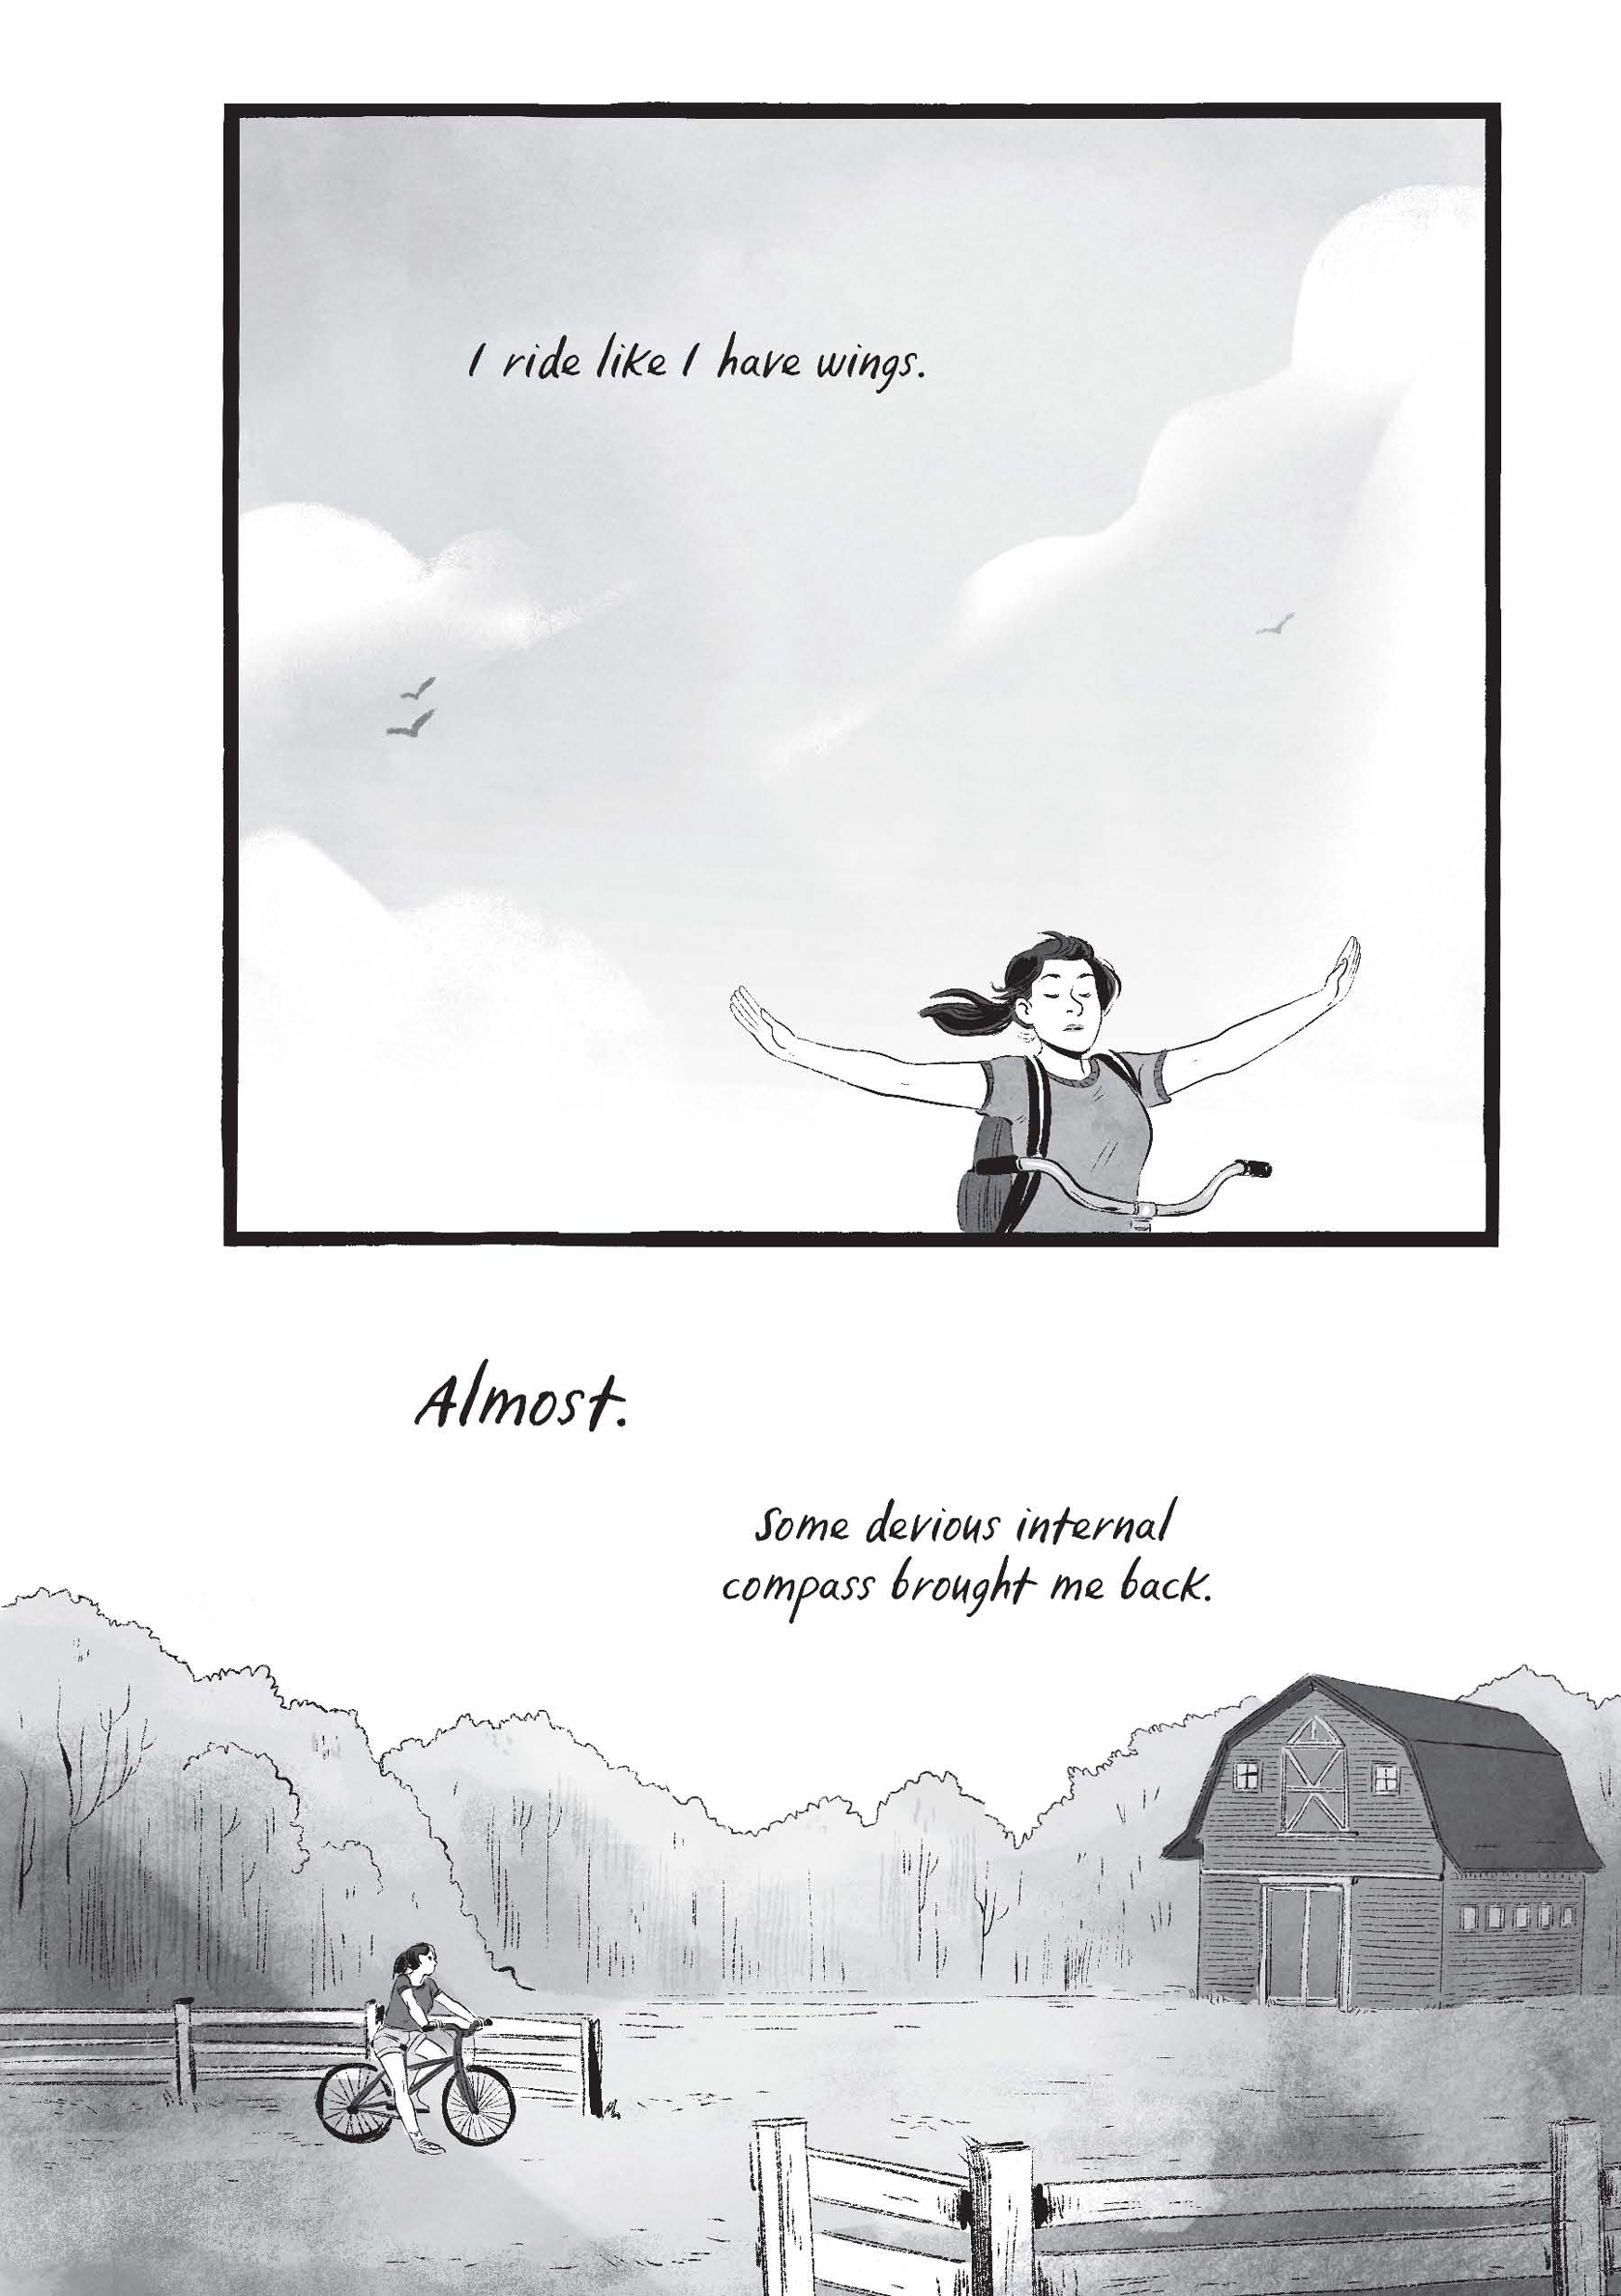 I ride like I have wings.
Almost.
Some devious internal
compass brought me back.